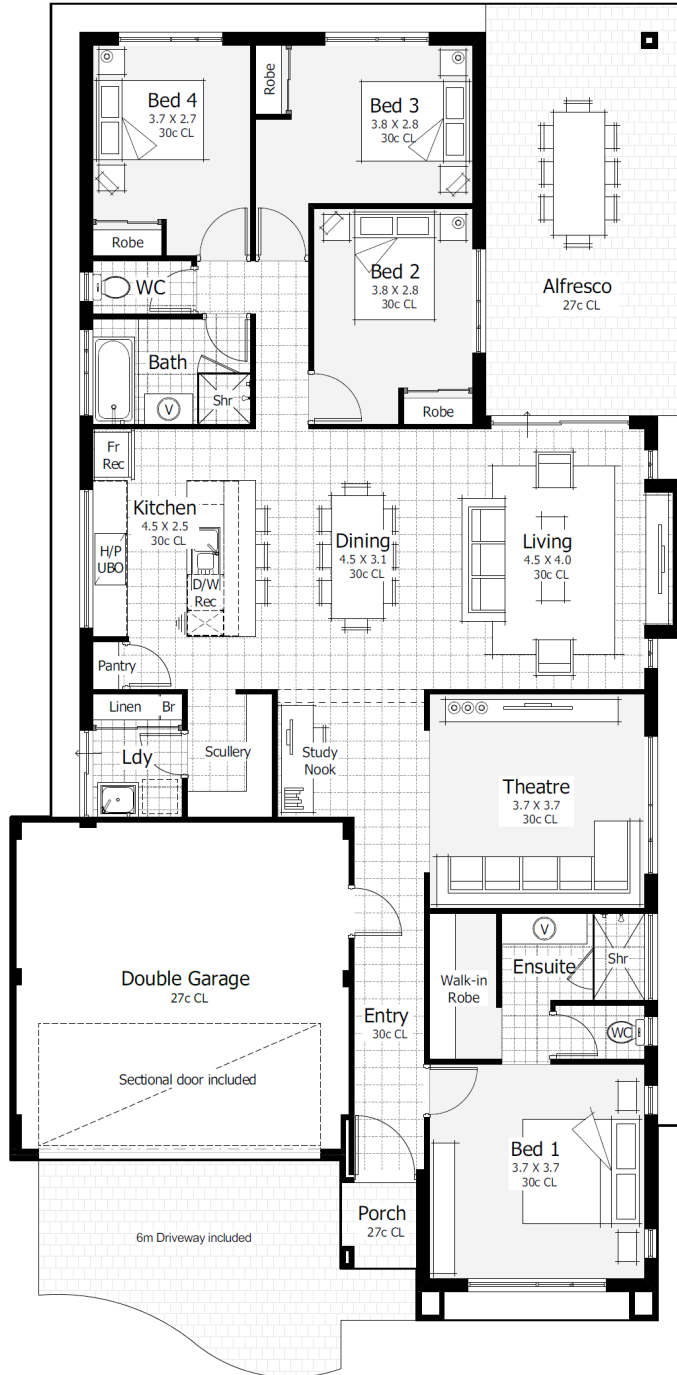 Bed 4
3.7 X 2.7
30c CL
Robe
Bed 3
3.8 X 2.8
30c CL
Robe
Bed 2
3.8 X 2.8
30c CL
Robe
Alfresco
27c CL
WC
Bath
V
Shr
Fr
Rec
Kitchen
4.5 X 2.5
30c CL
H/P
UBO
D/W
Rec
Dining
4.5 X 3.1
30c CL
Living
4.5 X 4.0
30c CL
Pantry
Linen
Br
Ldy
Scullery
Study
Nook
Theatre
3.7 X 3.7
30c CL
Double Garage
27c CL
Sectional door included
Entry
30c CL
Walk-in
Robe
V
Ensuite
Shr
WC
Bed 1
3.7 X 3.7
30c CL
Porch
27c CL
6m Driveway included